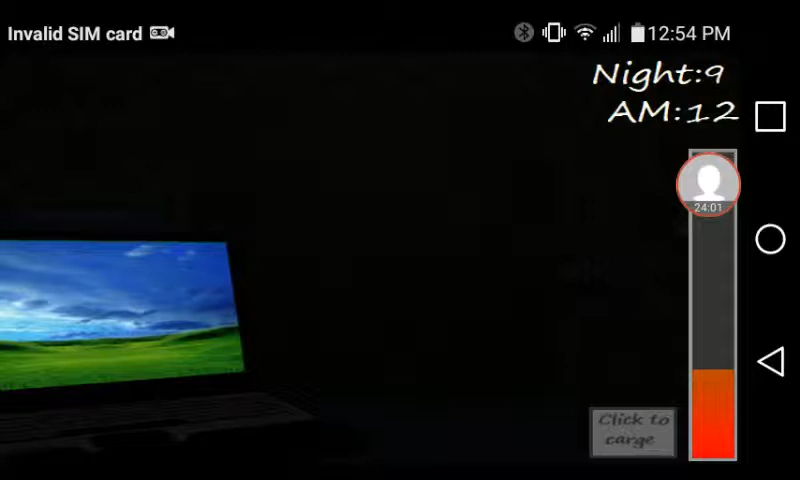 Invalid SIM card
12:54 PM
Night:9
AM:12
24:01
Click to
carge